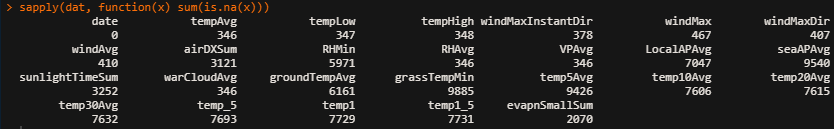 > sapply(dat, function(x) sum(is.na(x)))
date tempAvg tempLow tempHigh windMaxInstantDir windMax windMaxDir
0 346 347 348 378 467 407
windAvg airDXSum RHMin RHAvg VPAvg LocalAPAvg seaAPAvg
410 3121 5971 346 346 7047 9540
sunlightTimeSum warCloudAvg groundTempAvg grassTempMin temp5Avg temp10Avg temp20Avg
3252 346 6161 9885 9426 7606 7615
temp30Avg temp_5 temp1 temp1_5 evapnSmallSum
7632 7693 7729 7731 2070